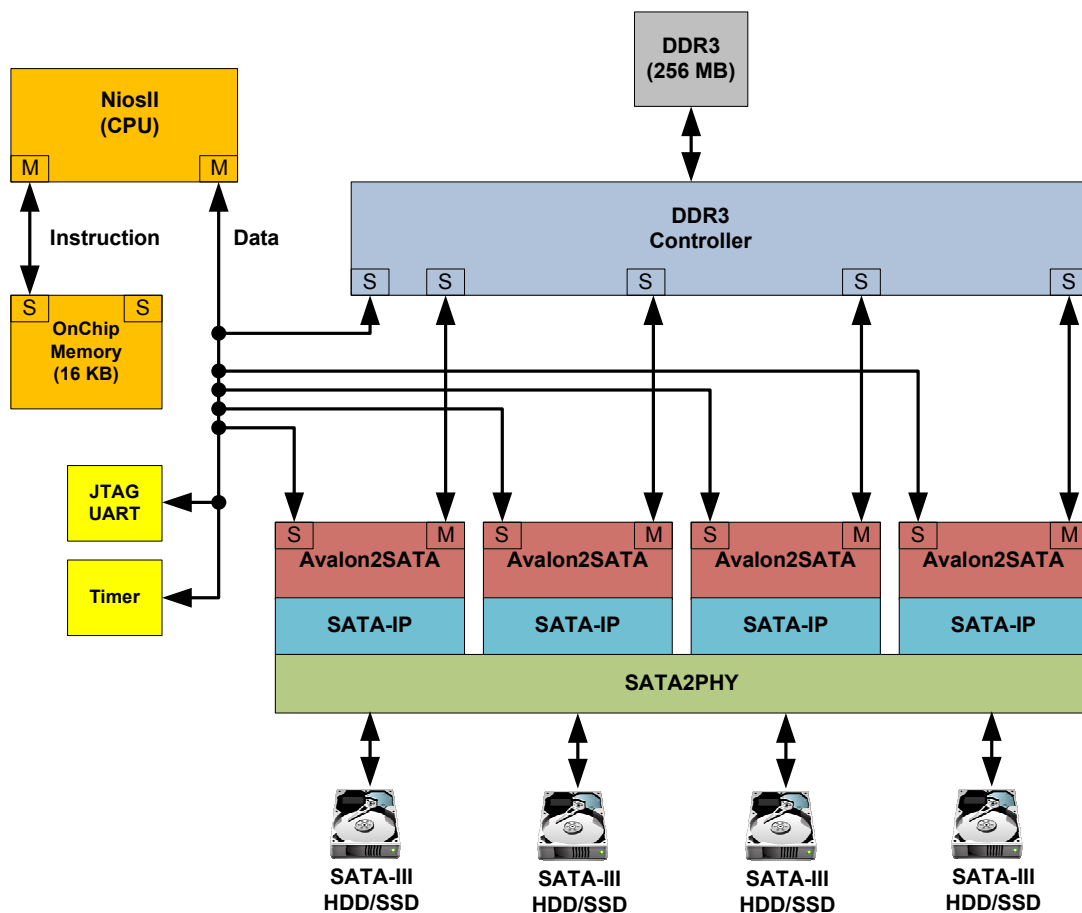 DDR3
(256 MB)
NiosII
(CPU)
M
M
DDR3
Controller
Instruction
Data
S
S
S
S
S
S
S
OnChip
Memory
(16 KB)
JTAG
UART
Timer
S
M
S
M
S
M
S
M
Avalon2SATA
Avalon2SATA
Avalon2SATA
Avalon2SATA
SATA-IP
SATA-IP
SATA-IP
SATA-IP
SATA2PHY
SATA-III
HDD/SSD
SATA-III
HDD/SSD
SATA-III
HDD/SSD
SATA-III
HDD/SSD